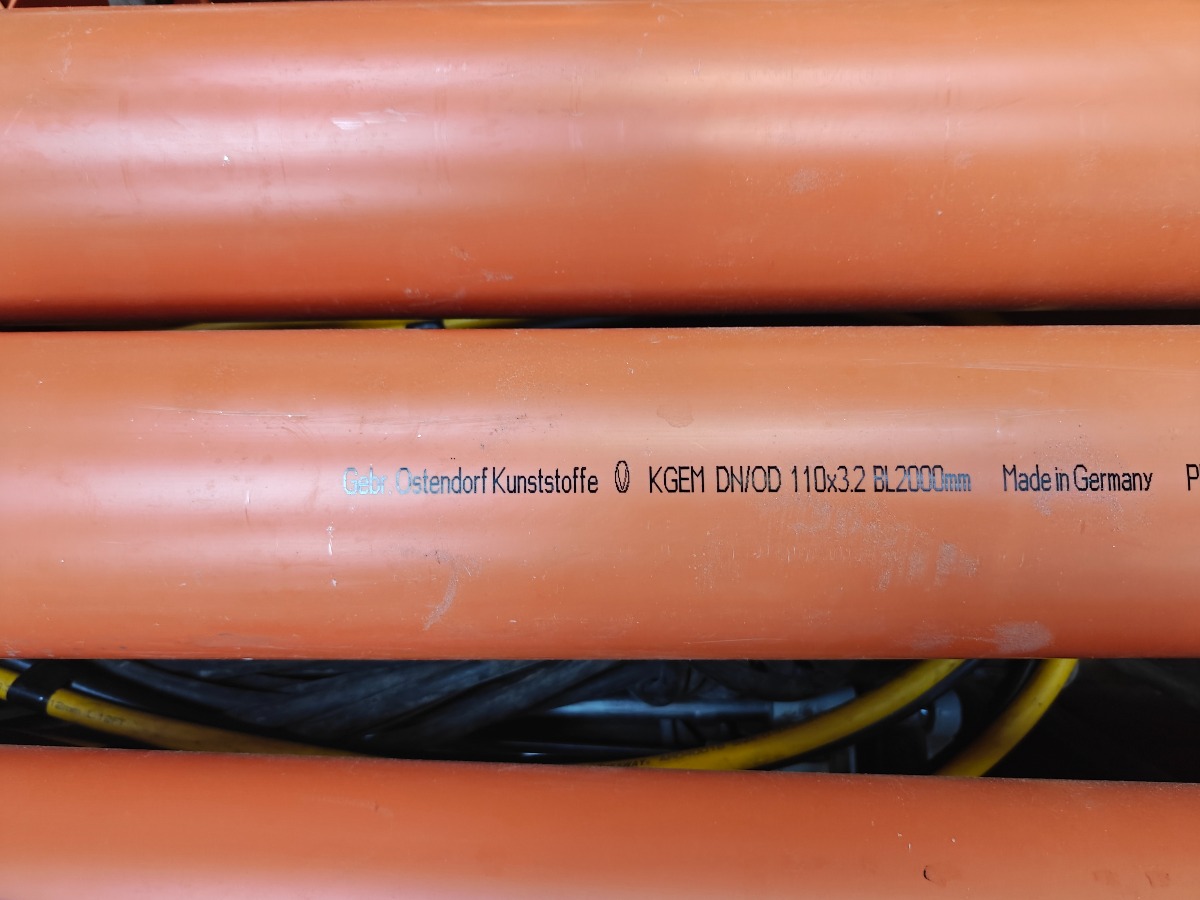 Gebr. Ostendorf Kunststoffe KGEM DN/OD 110x3.2 BL2000mm Made in Germany